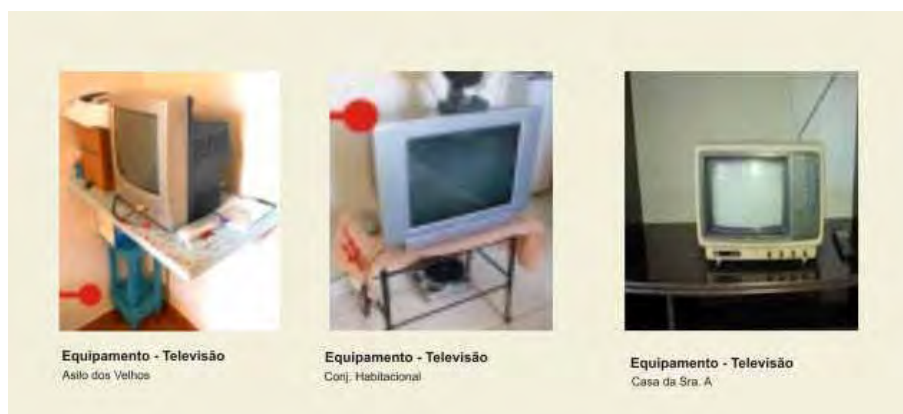 Equipamento - Televisão
Asilo dos Velhos
Equipamento - Televisão
Conj. Habitacional
Equipamento - Televisão
Casa da Sra. A